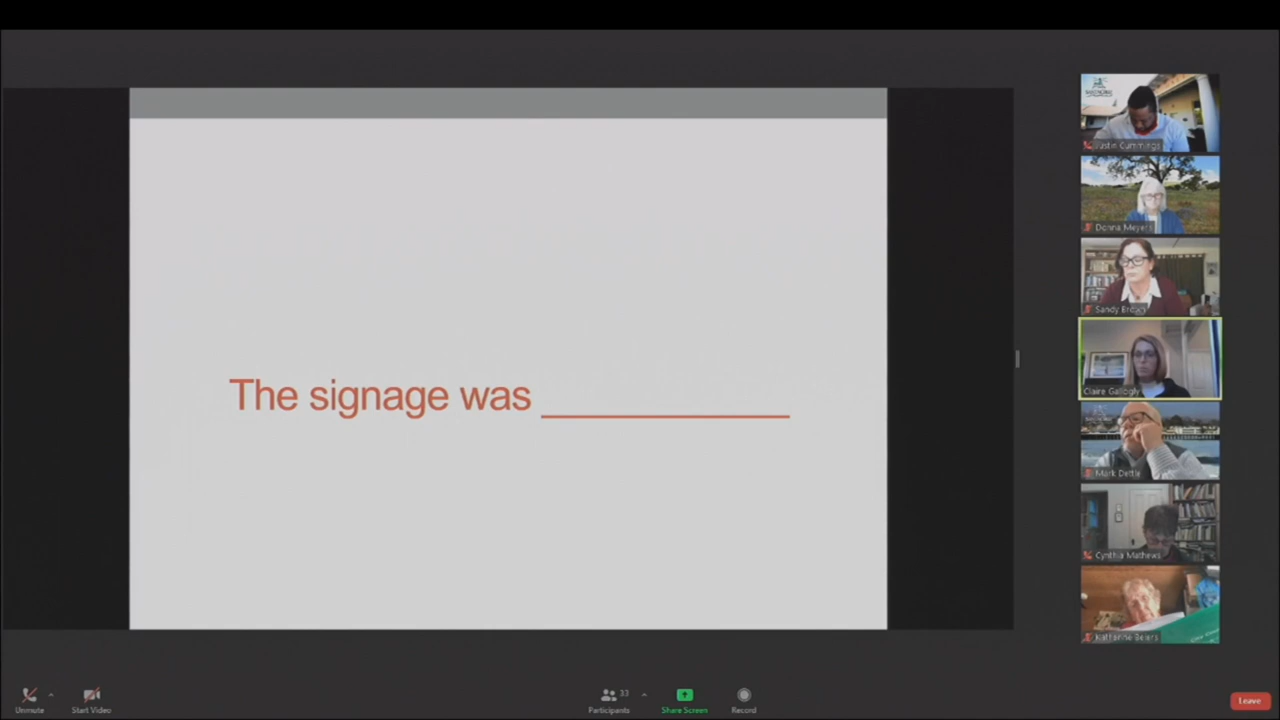 The signage was ____________
Justin Cummings
Donna Meyers
Sandy Brown
Claire Gallogly
Mark Dettle
Cynthia Mathews
Katherine Beiers
Unmute
Start Video
Participants
33
Share Screen
Record
Leave